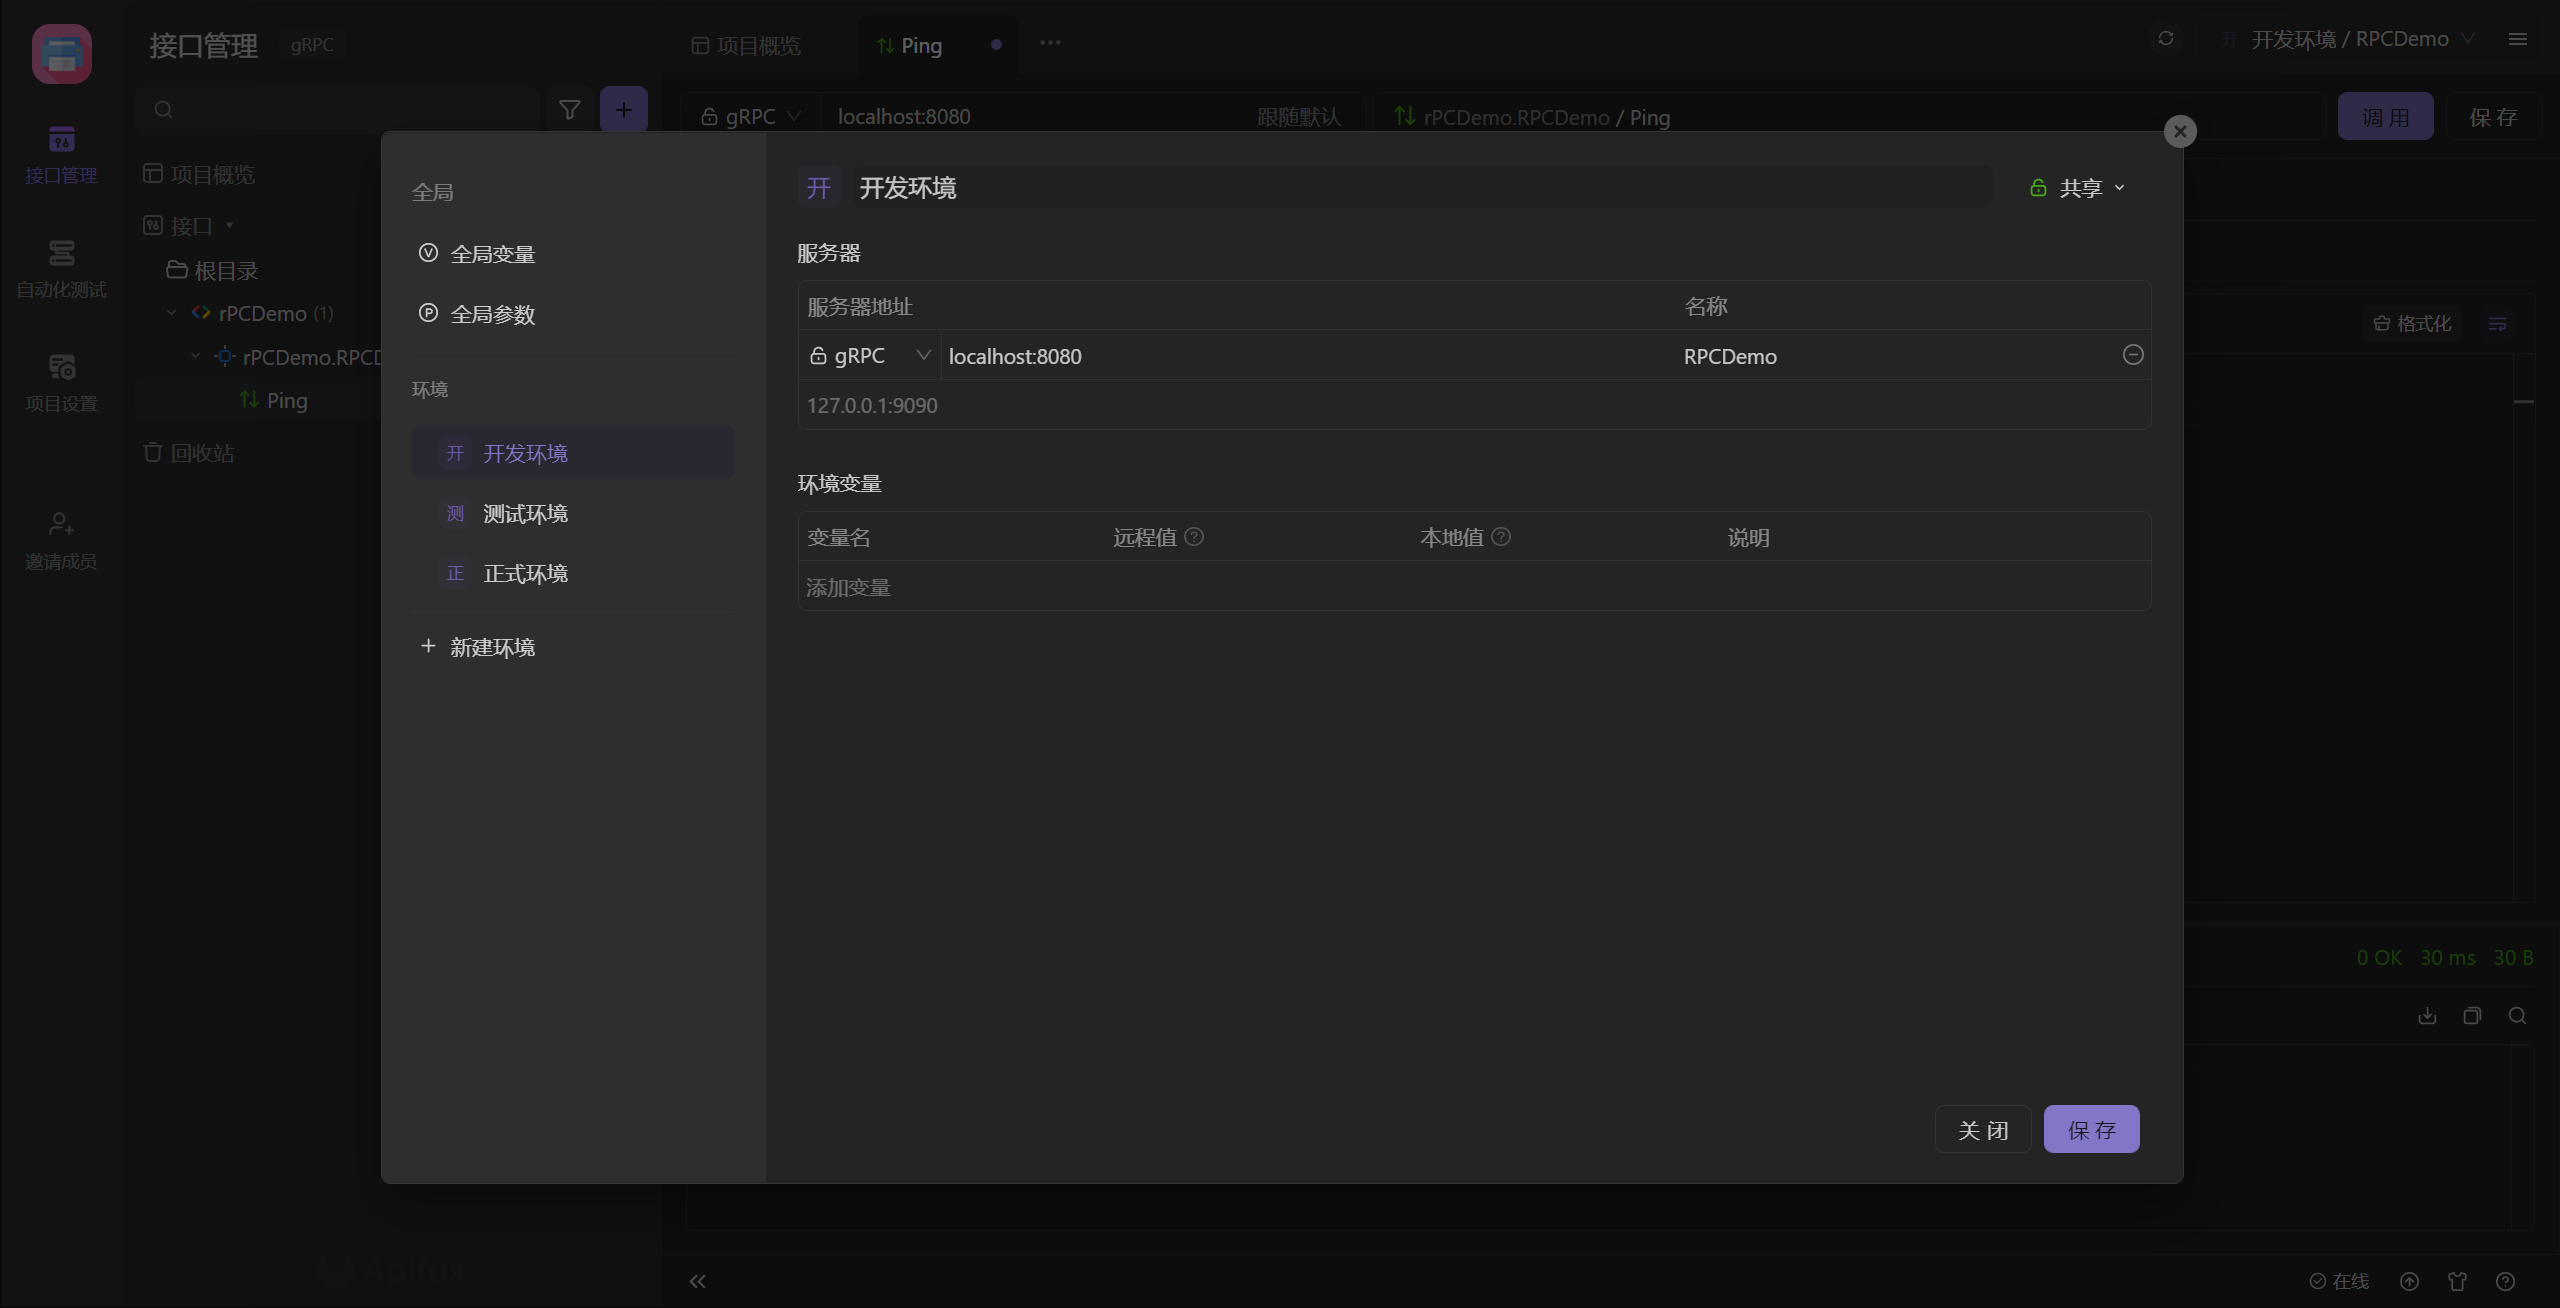 接口管理 gRPC
项目概览
Ping
开 开发环境 / RPCDemo
gRPC
localhost:8080
跟随默认
rPCDemo.RPCDemo / Ping
调 用
保 存
接口管理
自动化测试
项目设置
邀请成员
项目概览
接口
根目录
rPCDemo (1)
rPCDemo.RPCD
Ping
回收站
全局
全局变量
全局参数
环境
开 开发环境
测 测试环境
正 正式环境
新建环境
开 开发环境
共享
服务器
服务器地址 名称
gRPC localhost:8080 RPCDemo
127.0.0.1:9090
环境变量
变量名 远程值 本地值 说明
添加变量
关 闭
保 存
格式化
0 OK 30 ms 30 B
Apifox
在线